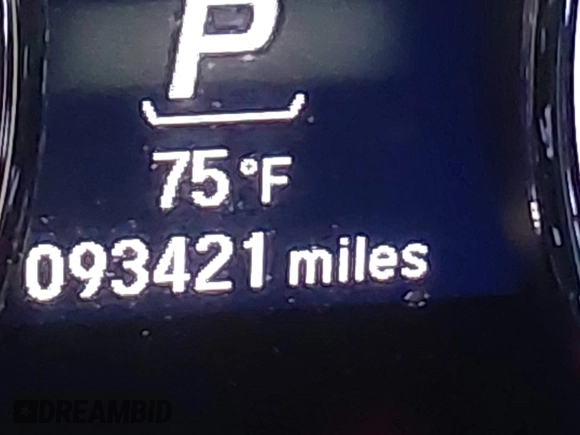 P
75°F
093421 miles
DREAMBID